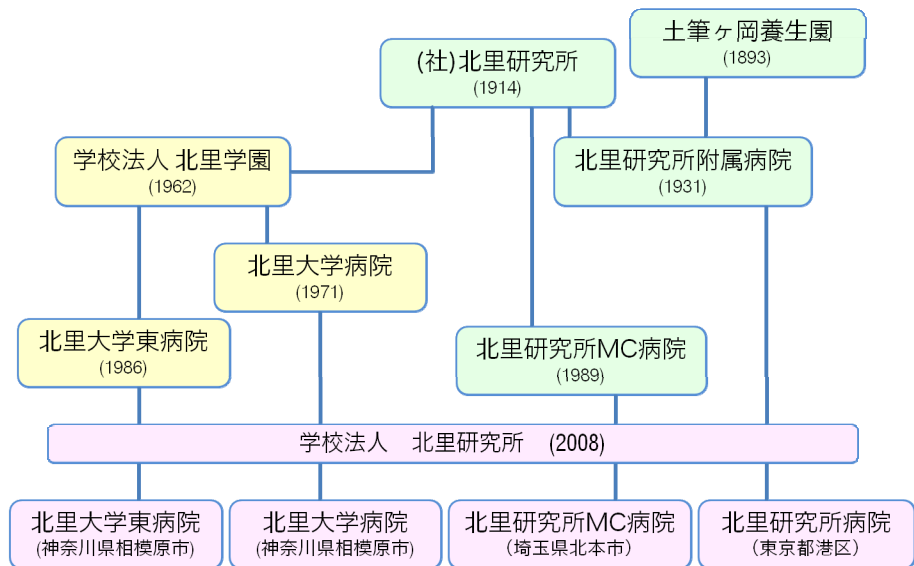 土筆ヶ岡養生園
(1893)
(社)北里研究所
(1914)
学校法人 北里学園
(1962)
北里研究所附属病院
(1931)
北里大学病院
(1971)
北里大学東病院
(1986)
北里研究所MC病院
(1989)
学校法人　北里研究所　(2008)
北里大学東病院
(神奈川県相模原市)
北里大学病院
(神奈川県相模原市)
北里研究所MC病院
（埼玉県北本市）
北里研究所病院
（東京都港区）